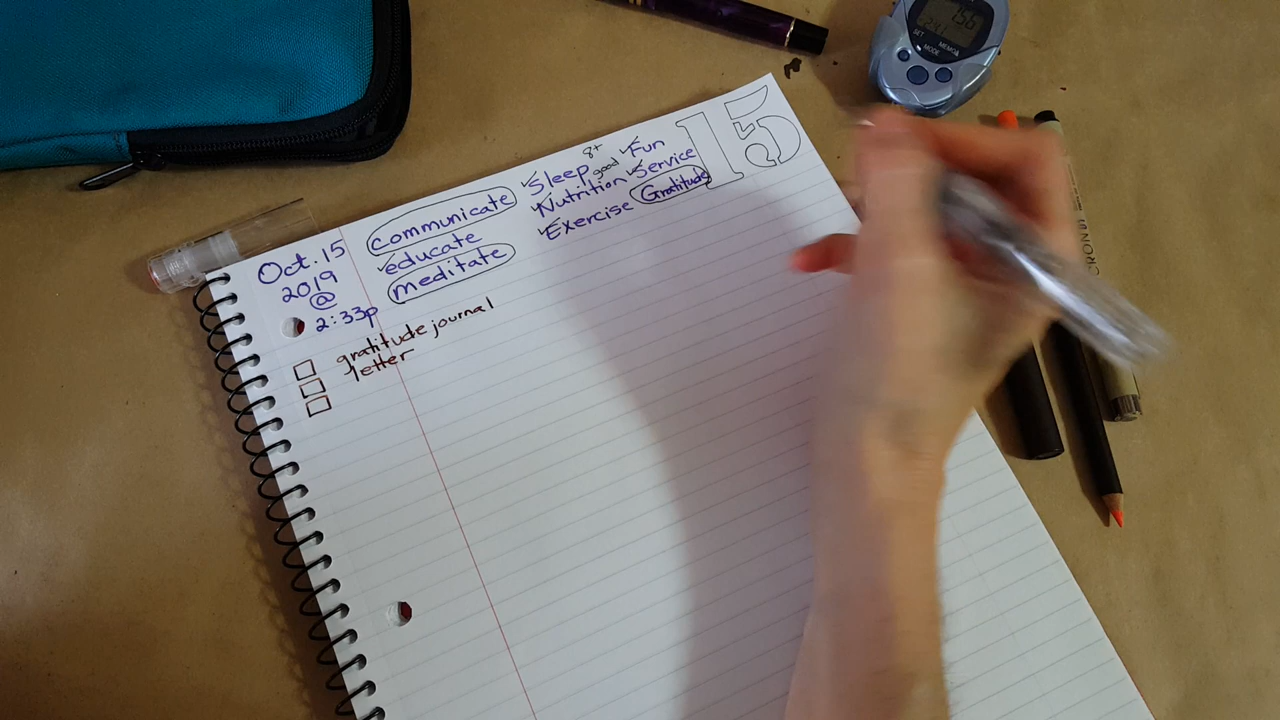 Oct. 15
2019
@
2:33p
communicate
educate
meditate
8+
Sleep
good
Nutrition
Exercise
Fun
Service
Gratitude
15
gratitude journal
letter
SET
MODE
MEMO